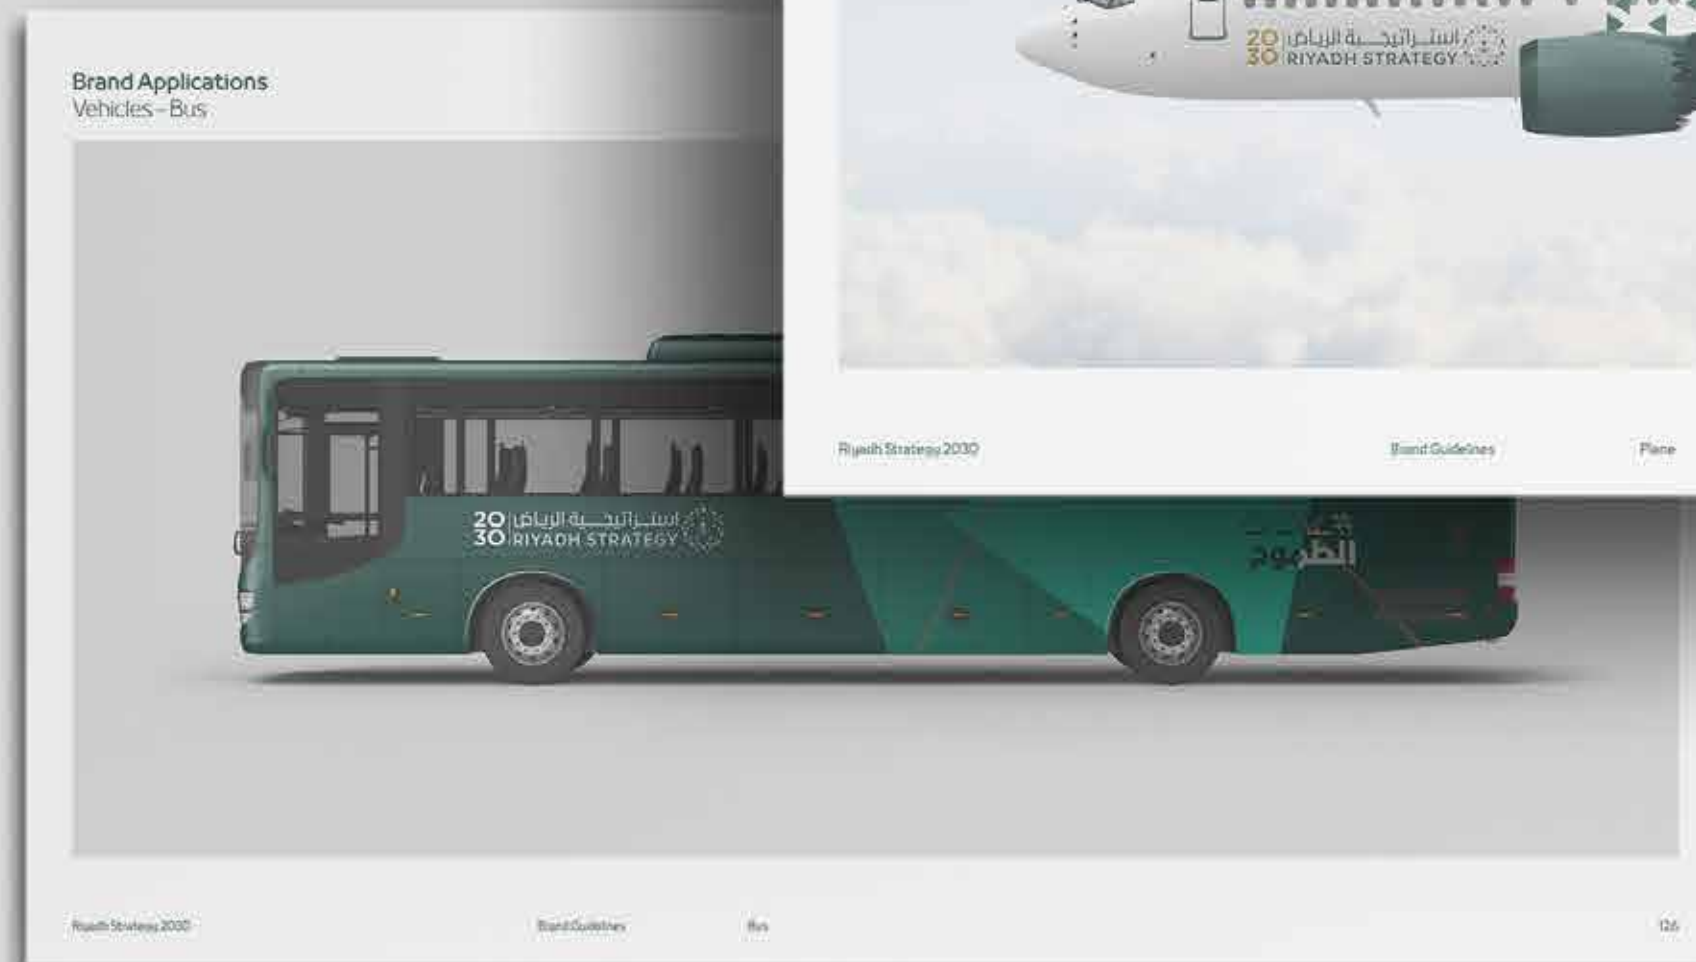 Brand Applications
Vehicles - Bus
20 استراتيجية الرياض
30 RIYADH STRATEGY
Riyadh Strategy 2030
Brand Guidelines
Plane
20 استراتيجية الرياض
30 RIYADH STRATEGY
الطموح
Riyadh Strategy 2030
Brand Guidelines
Bus
126